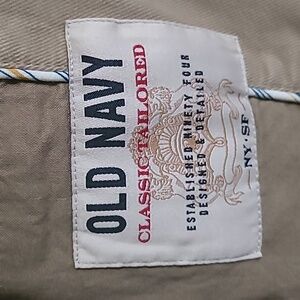 OLD NAVY
CLASSIC TAILORED
ESTABLISHED NINETY FOUR
DESIGNED & DETAILED
NY·SF